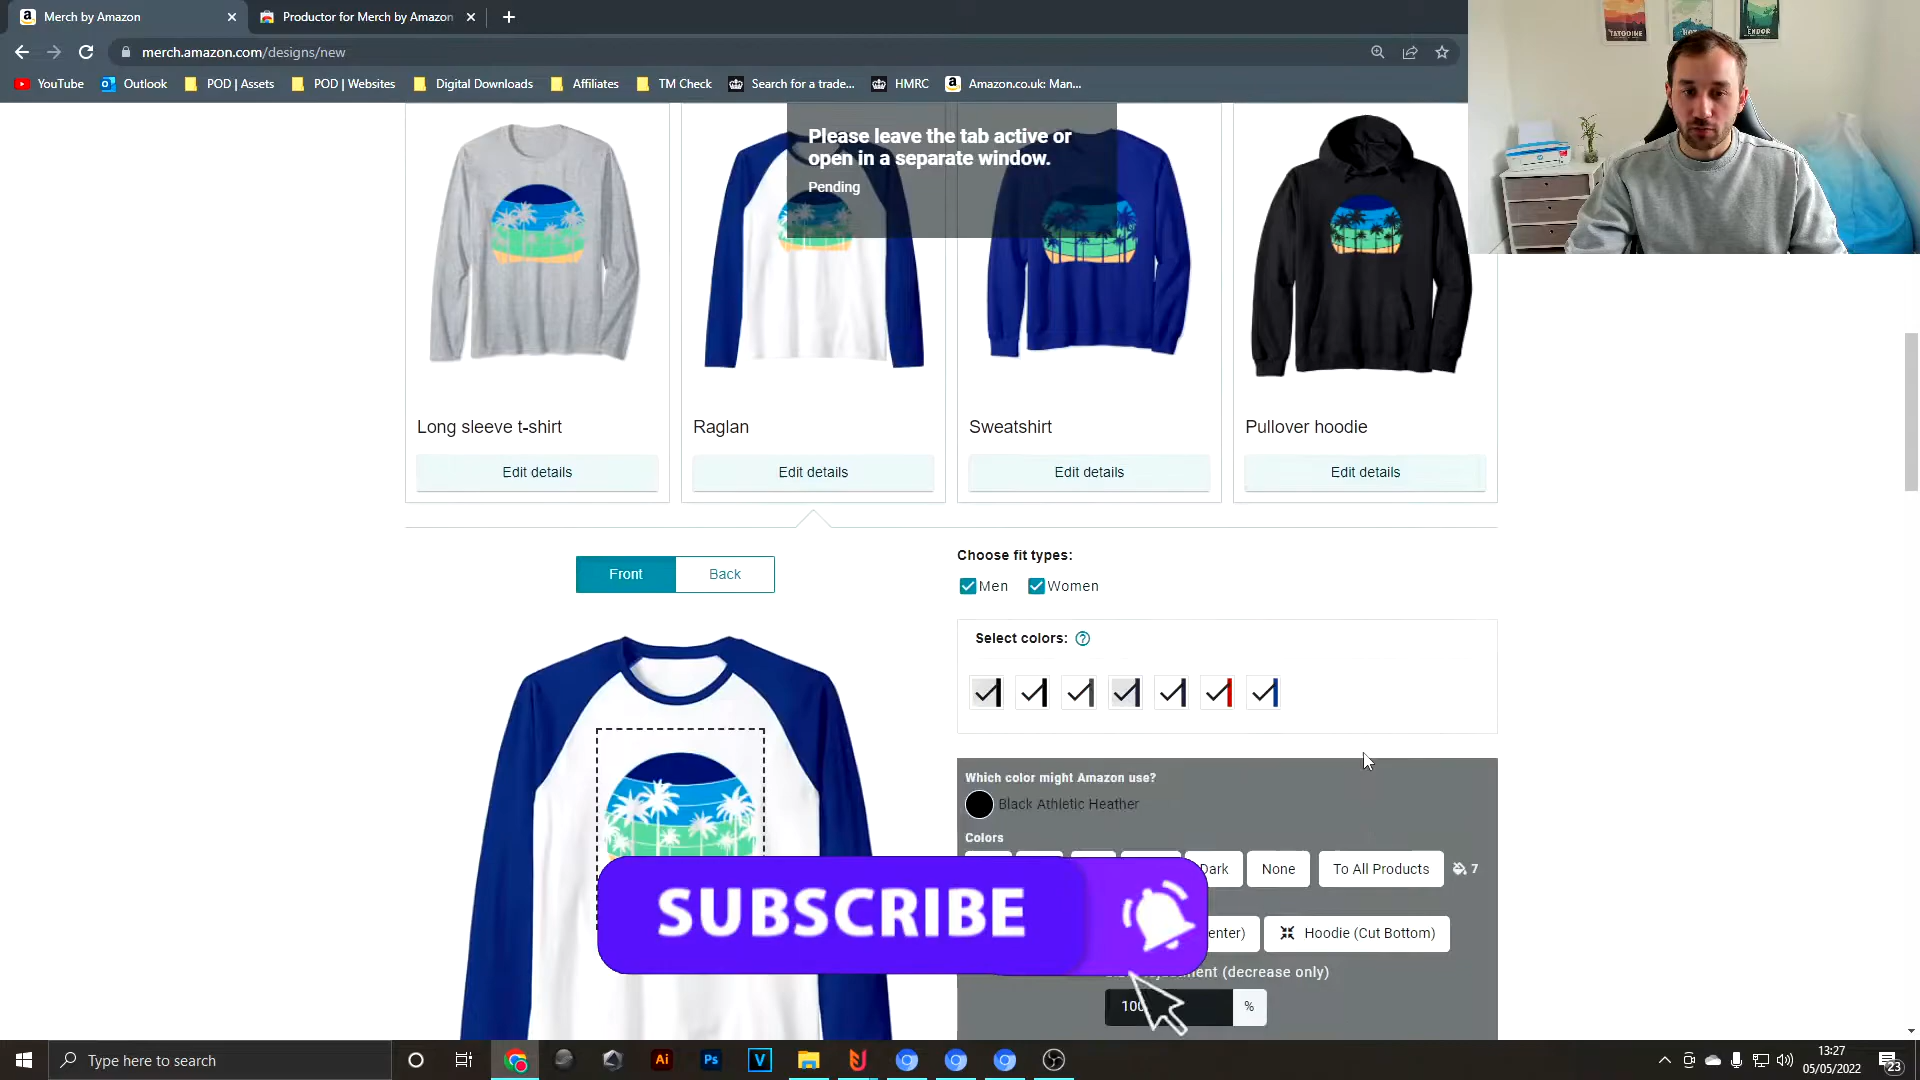 Merch by Amazon
Productor for Merch by Amazon
merch.amazon.com/designs/new
YouTube
Outlook
POD | Assets
POD | Websites
Digital Downloads
Affiliates
TM Check
Search for a trade...
HMRC
Amazon.co.uk: Man...
TATOOINE
ENDOR
Please leave the tab active or
open in a separate window.
Pending
Long sleeve t-shirt
Raglan
Sweatshirt
Pullover hoodie
Edit details
Edit details
Edit details
Edit details
Front
Back
Choose fit types:
Men
Women
Select colors:
Which color might Amazon use?
Black Athletic Heather
Colors
Dark
None
To All Products
7
SUBSCRIBE
enter)
Hoodie (Cut Bottom)
(decrease only)
100
%
Type here to search
13:27
05/05/2022
23